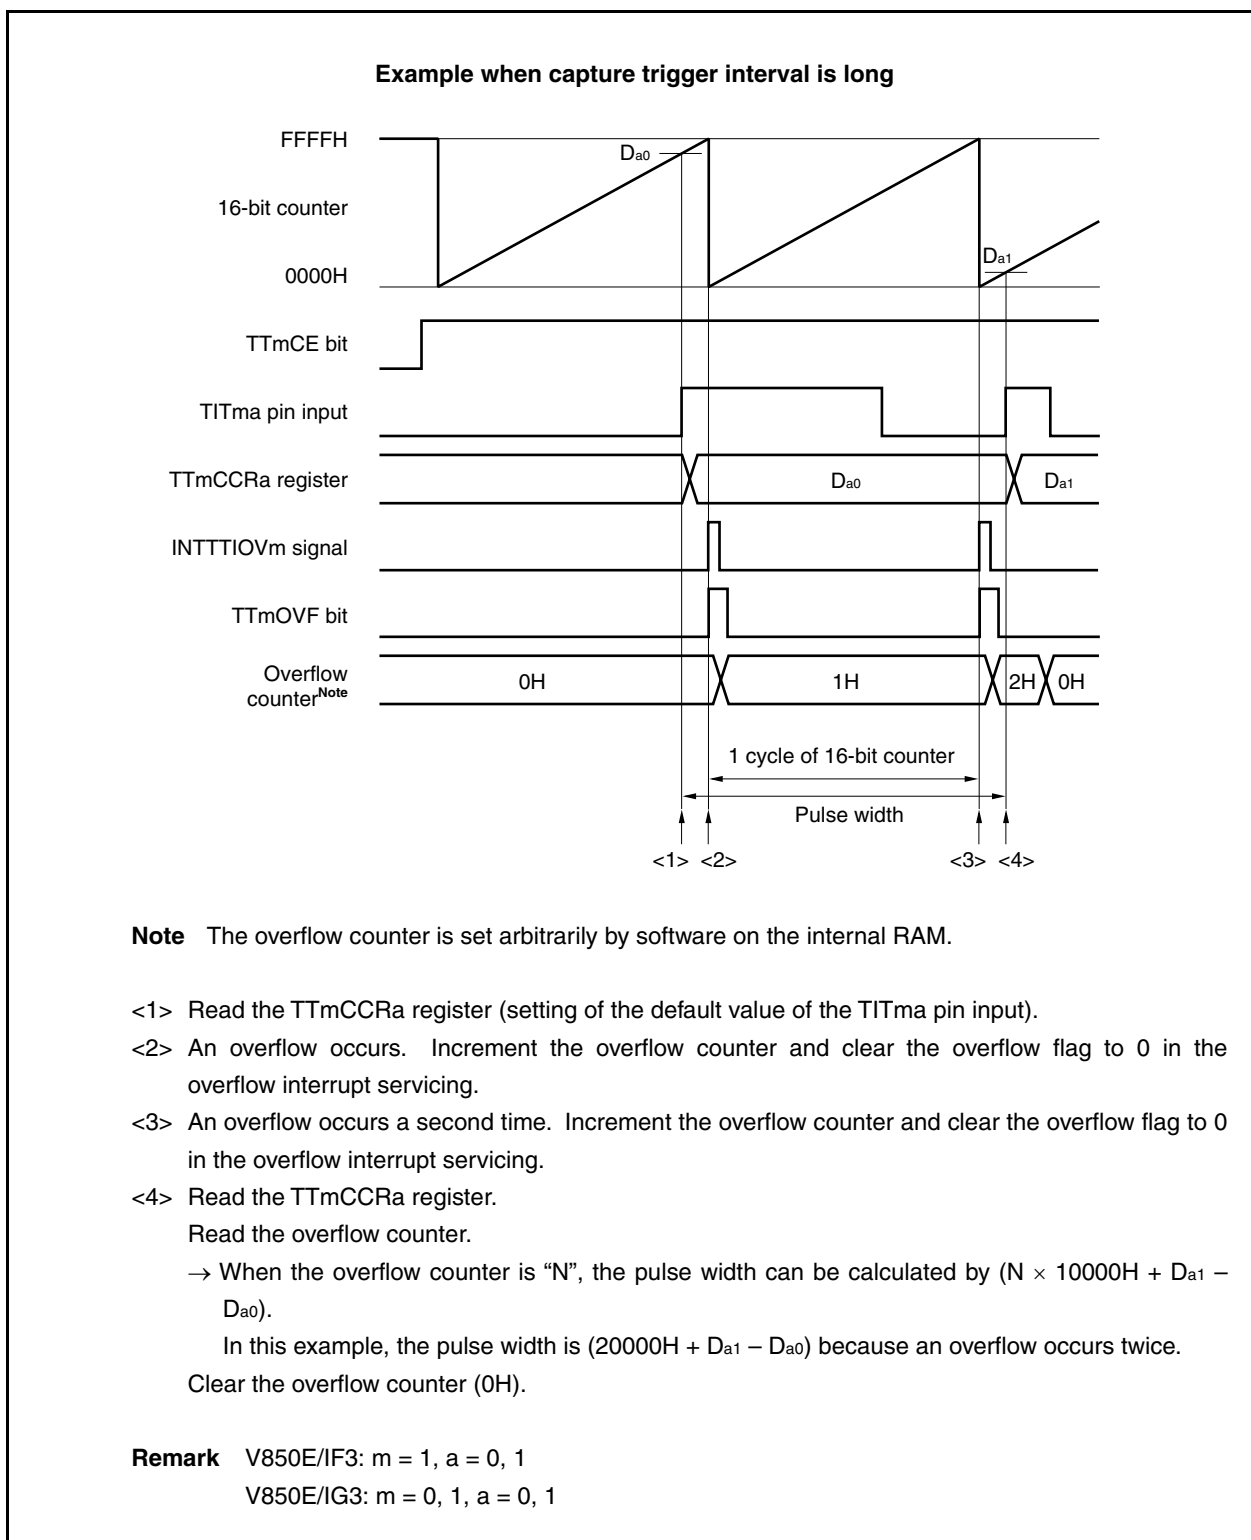 Example when capture trigger interval is long
FFFFH
Da0
16-bit counter
Da1
0000H
TTmCE bit
TITma pin input
TTmCCRa register
Da0
Da1
INTTTIOVm signal
TTmOVF bit
Overflow
counterNote
0H
1H
2H
0H
1 cycle of 16-bit counter
Pulse width
<1> <2> <3> <4>
Note The overflow counter is set arbitrarily by software on the internal RAM.
<1> Read the TTmCCRa register (setting of the default value of the TITma pin input).
<2> An overflow occurs. Increment the overflow counter and clear the overflow flag to 0 in the
overflow interrupt servicing.
<3> An overflow occurs a second time. Increment the overflow counter and clear the overflow flag to 0
in the overflow interrupt servicing.
<4> Read the TTmCCRa register.
Read the overflow counter.
→ When the overflow counter is “N”, the pulse width can be calculated by (N × 10000H + Da1 –
Da0).
In this example, the pulse width is (20000H + Da1 – Da0) because an overflow occurs twice.
Clear the overflow counter (0H).
Remark V850E/IF3: m = 1, a = 0, 1
V850E/IG3: m = 0, 1, a = 0, 1